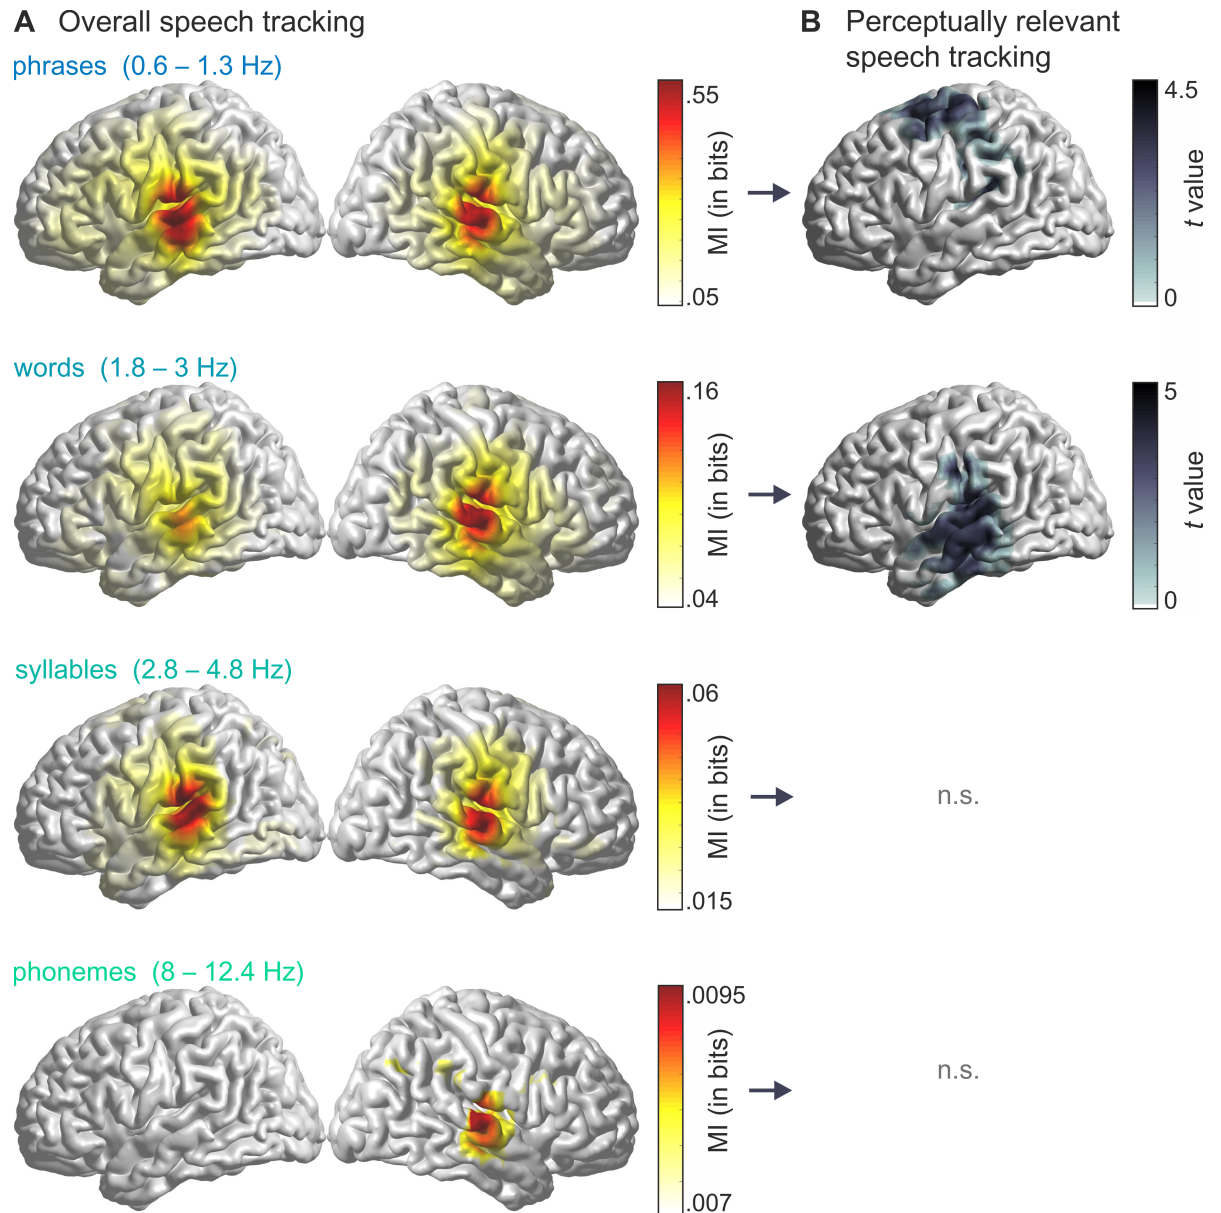 A Overall speech tracking
B Perceptually relevant
speech tracking
phrases (0.6 – 1.3 Hz)
.55
MI (in bits)
.05
4.5
t value
0
words (1.8 – 3 Hz)
.16
MI (in bits)
.04
5
t value
0
syllables (2.8 – 4.8 Hz)
.06
MI (in bits)
.015
n.s.
phonemes (8 – 12.4 Hz)
.0095
MI (in bits)
.007
n.s.